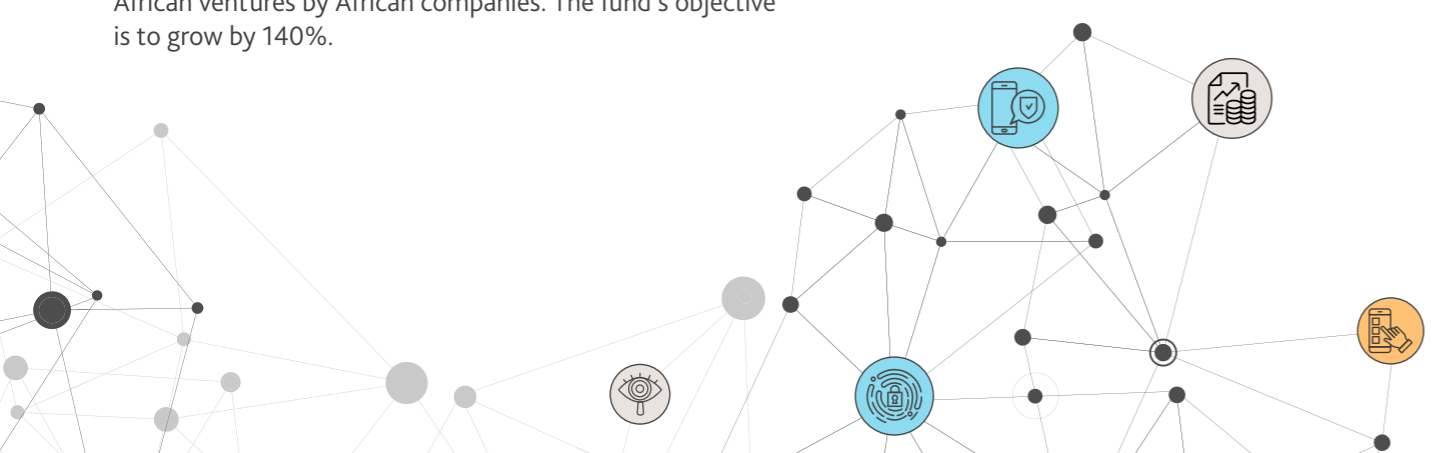 African ventures by African companies. The fund's objective
is to grow by 140%.